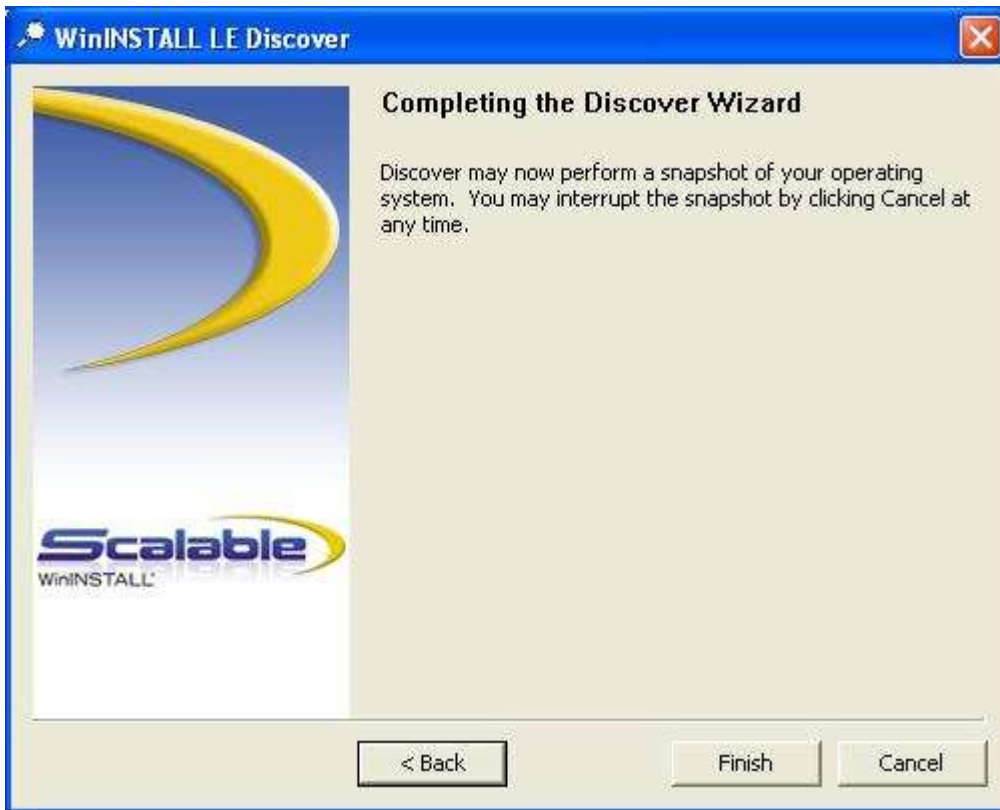 WinINSTALL LE Discover
Completing the Discover Wizard
Discover may now perform a snapshot of your operating
system. You may interrupt the snapshot by clicking Cancel at
any time.
Scalable
WinINSTALL
< Back
Finish
Cancel